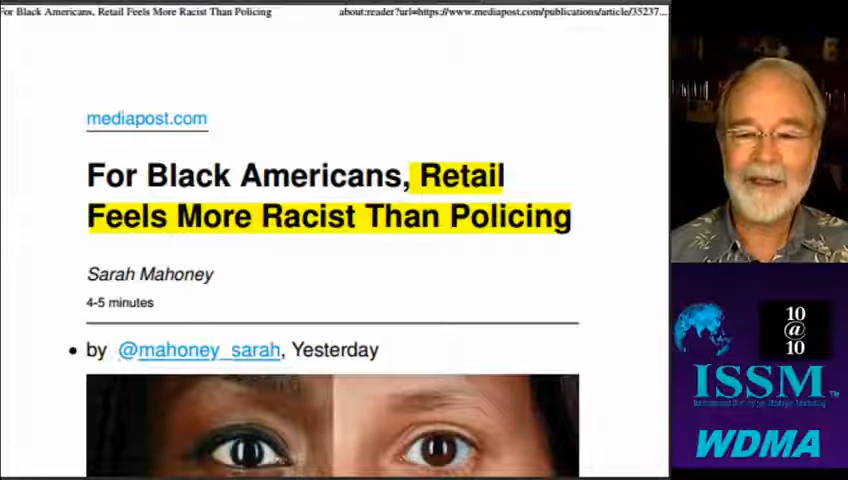 For Black Americans, Retail Feels More Racist Than Policing
about:reader?url=https://www.mediapost.com/publications/article/35237...
mediapost.com
For Black Americans, Retail
Feels More Racist Than Policing
Sarah Mahoney
4-5 minutes
by @mahoney_sarah, Yesterday
10
@
10
ISSM
TM
WDMA